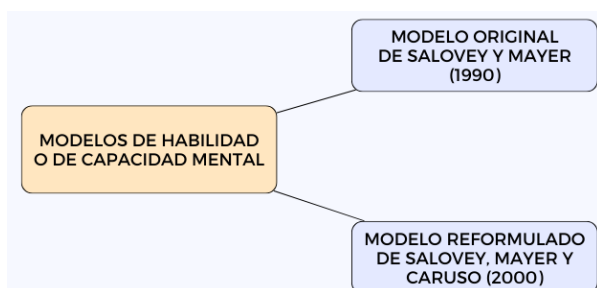 MODELO ORIGINAL
DE SALOVEY Y MAYER
(1990)
MODELOS DE HABILIDAD
O DE CAPACIDAD MENTAL
MODELO REFORMULADO
DE SALOVEY, MAYER Y
CARUSO (2000)